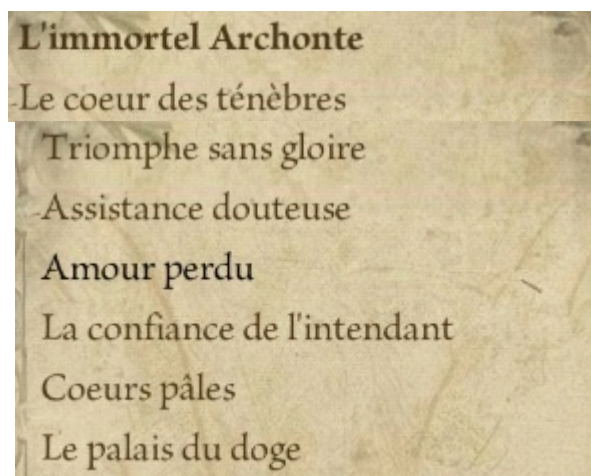 L'immortel Archonte
Le coeur des ténèbres
Triomphe sans gloire
Assistance douteuse
Amour perdu
La confiance de l'intendant
Coeurs pâles
Le palais du doge